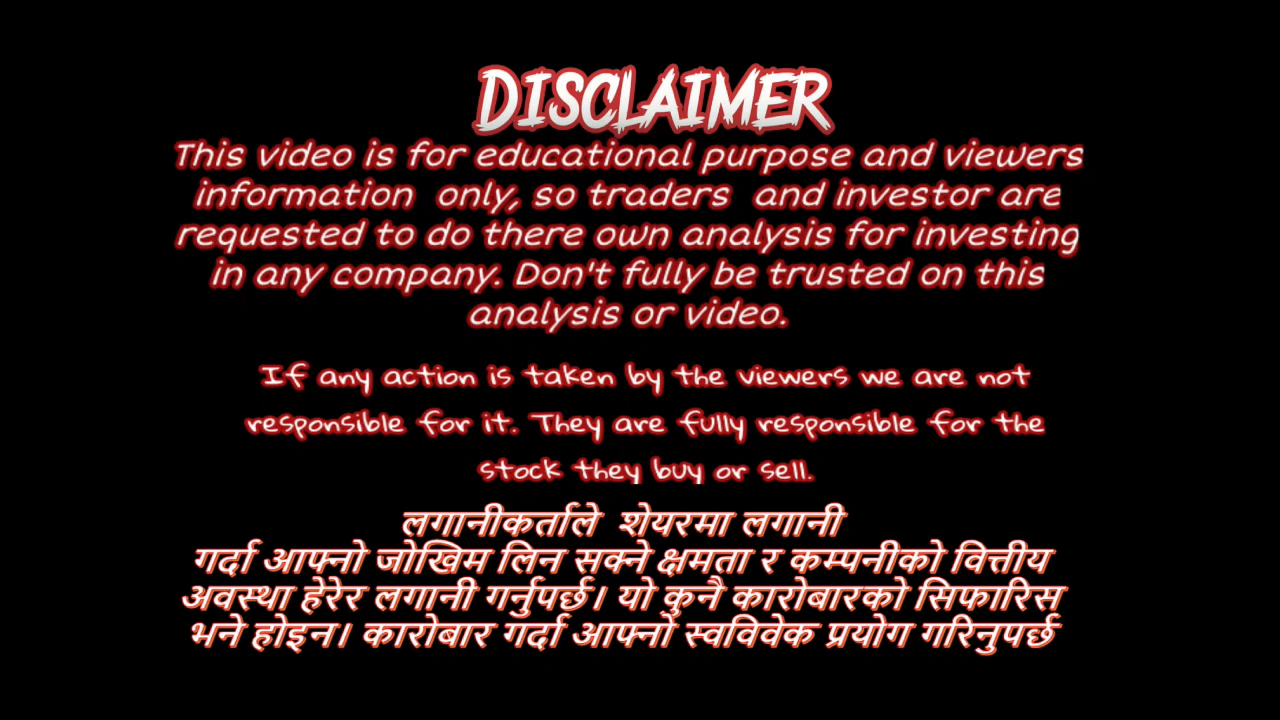 DISCLAIMER
This video is for educational purpose and viewers
information only, so traders and investor are
requested to do there own analysis for investing
in any company. Don't fully be trusted on this
analysis or video.
If any action is taken by the viewers we are not
responsible for it. They are fully responsible for the
stock they buy or sell.
लगानीकर्ताले शेयरमा लगानी
गर्दा आफ्नो जोखिम लिन सक्ने क्षमता र कम्पनीको वित्तीय
अवस्था हेरेर लगानी गर्नुपर्छ। यो कुनै कारोबारको सिफारिस
भने होइन। कारोबार गर्दा आफ्नो स्वविवेक प्रयोग गरिनुपर्छ